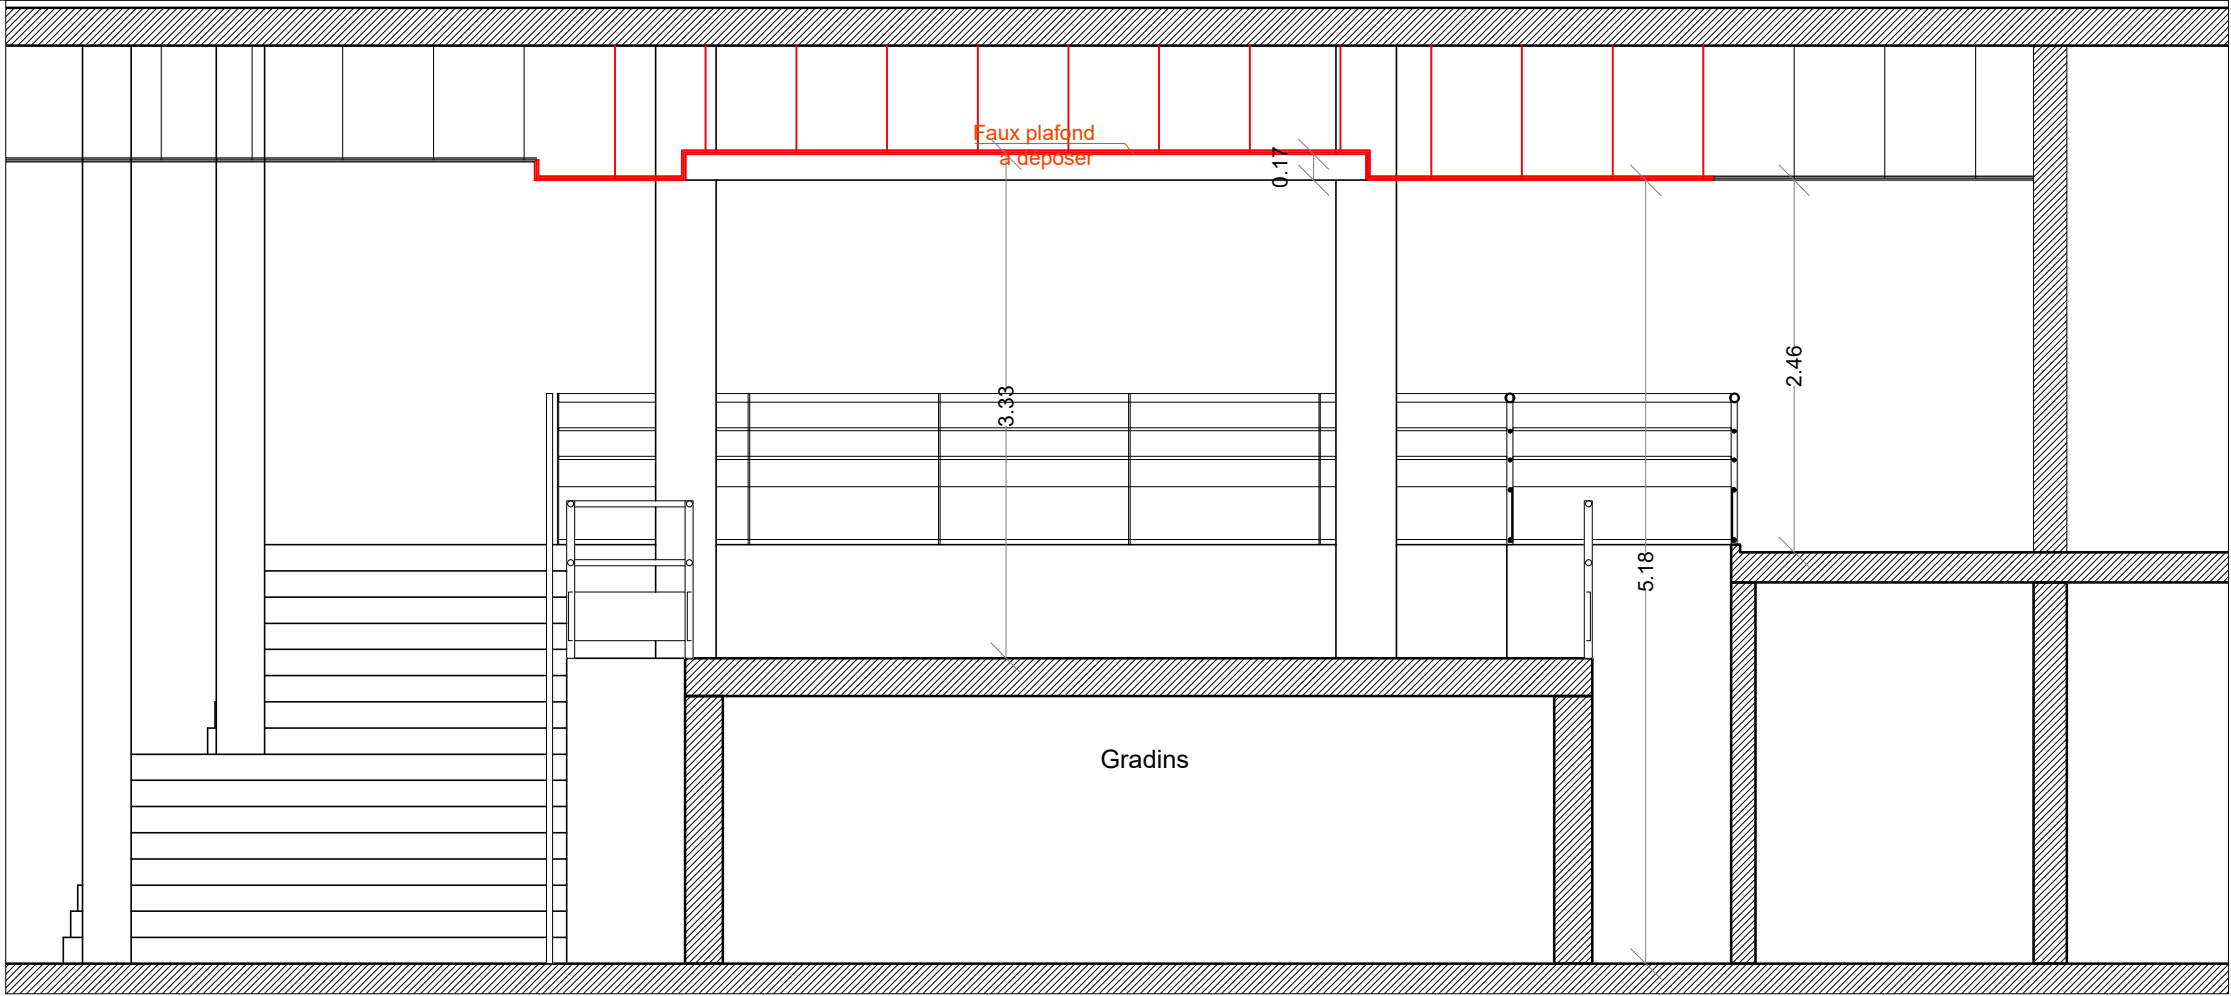 Faux plafond
à déposer
0.17
2.46
3.33
5.18
Gradins